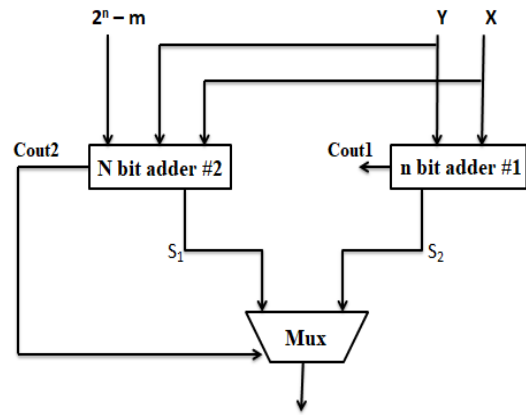 2ⁿ – m
Y
X
Cout2
Cout1
N bit adder #2
n bit adder #1
S₁
S₂
Mux